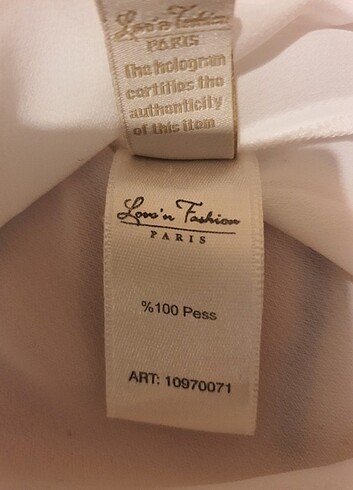 Love'n Fashion
PARIS
The hologram
certifies the
authenticity
of this item
Love'n Fashion
PARIS
%100 Pess
ART: 10970071